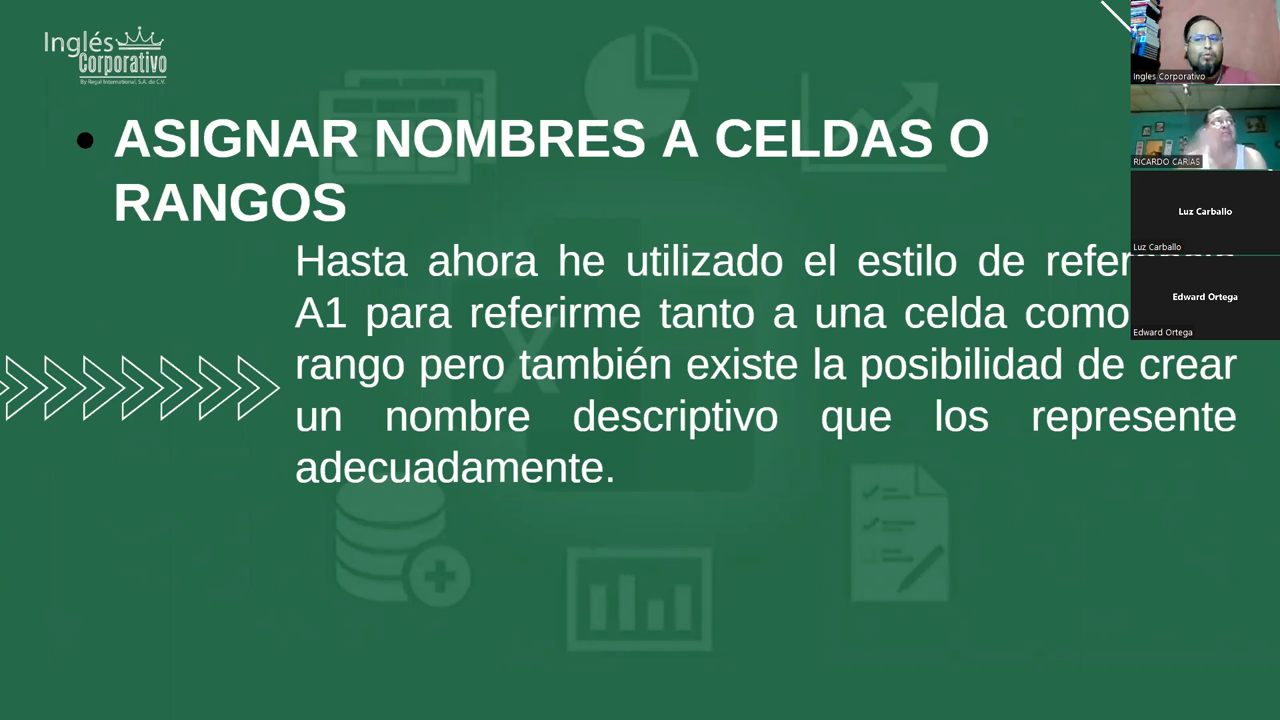 Inglés
Corporativo
By Regal International, S.A. de C.V.
ASIGNAR NOMBRES A CELDAS O
RANGOS
Hasta ahora he utilizado el estilo de
A1 para referirme tanto a una celda como
rango pero también existe la posibilidad de crear
un nombre descriptivo que los represente
adecuadamente.
Ingles Corporativo
RICARDO CARIAS
Luz Carballo
Luz Carballo
Edward Ortega
Edward Ortega